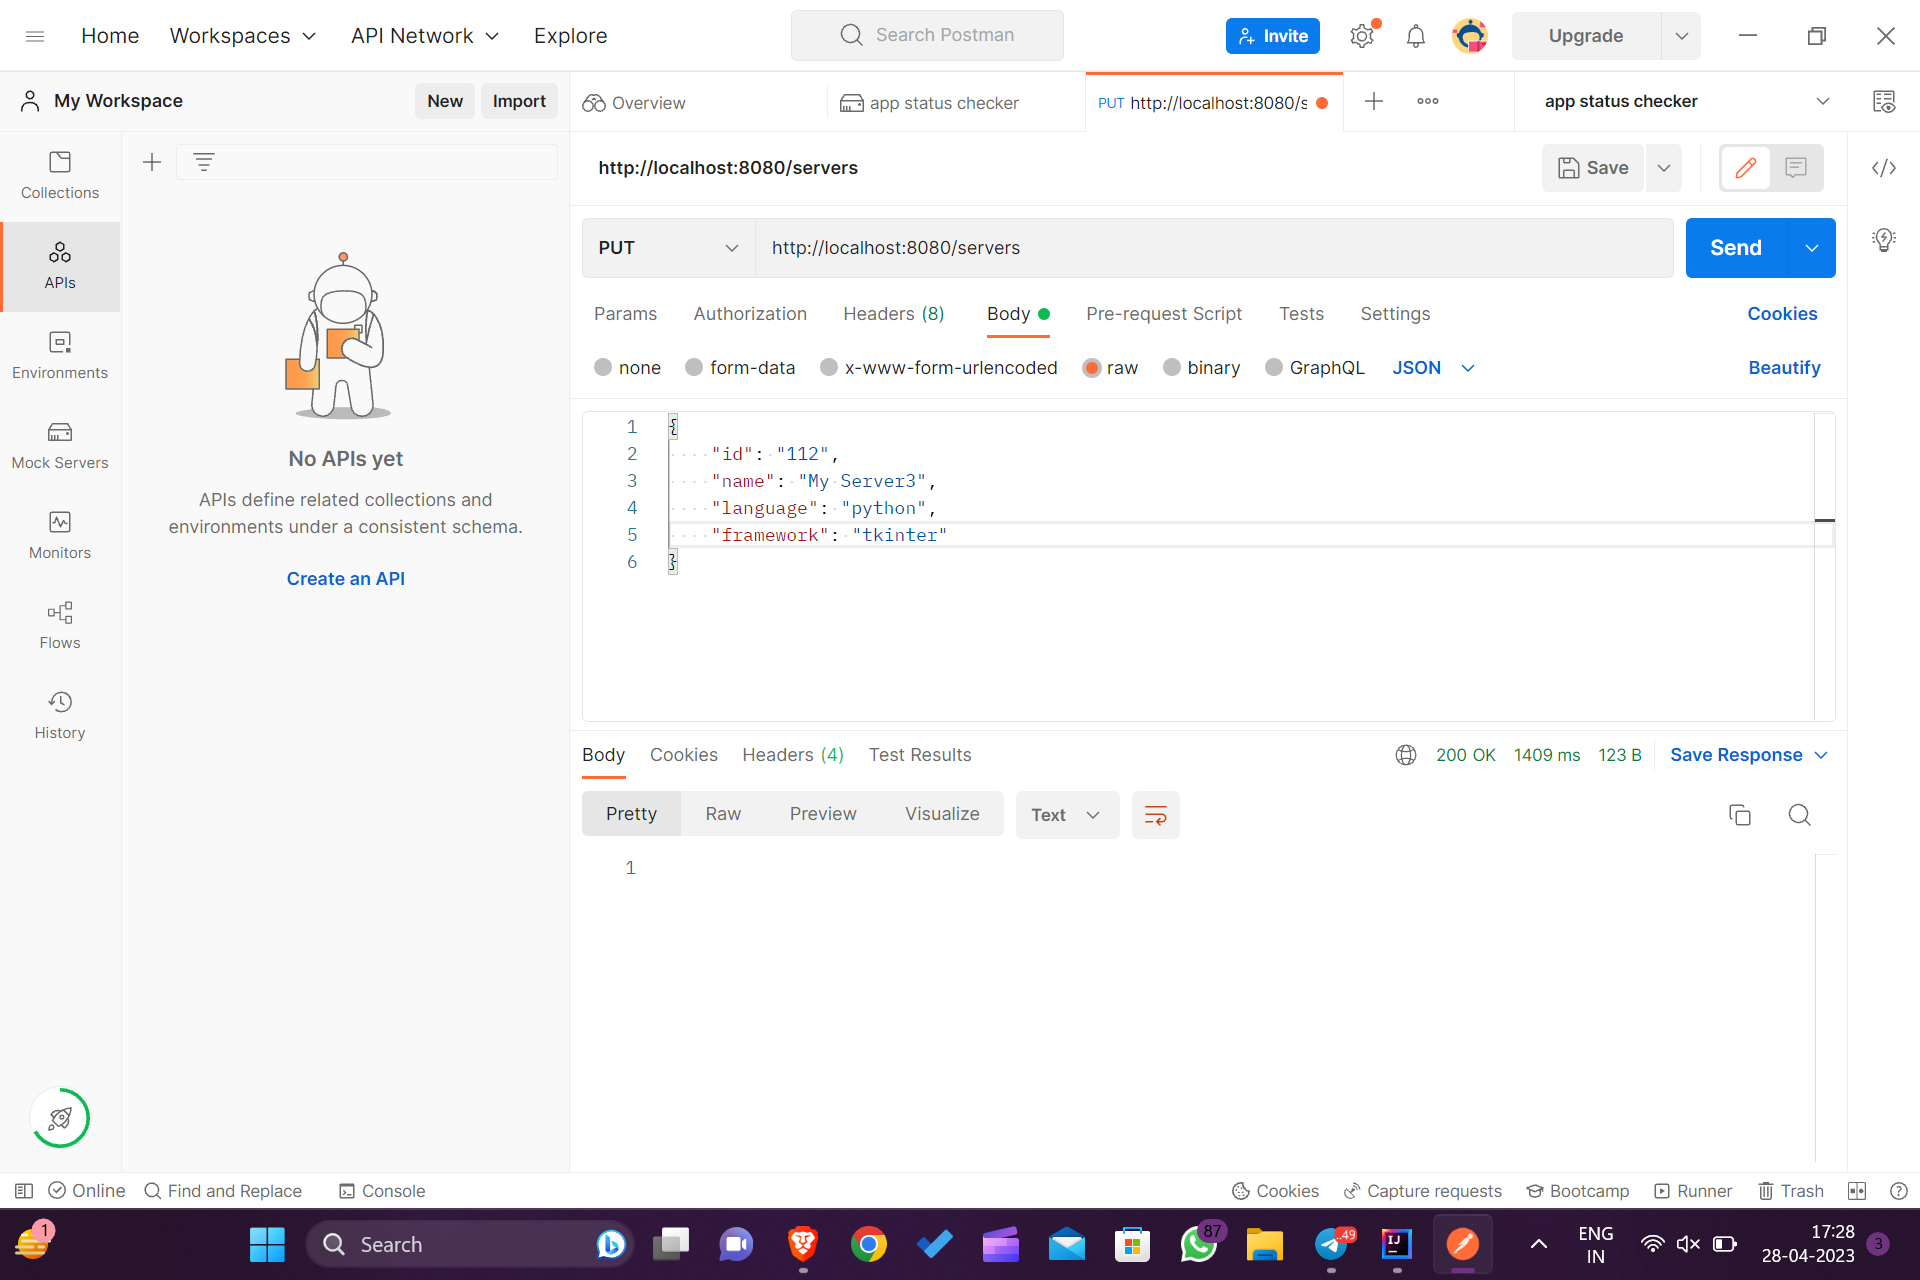 Home Workspaces API Network Explore Search Postman Invite Upgrade
My Workspace New Import Overview app status checker PUT http://localhost:8080/s app status checker
http://localhost:8080/servers Save
PUT http://localhost:8080/servers Send
Params Authorization Headers (8) Body Pre-request Script Tests Settings Cookies
none form-data x-www-form-urlencoded raw binary GraphQL JSON Beautify
Collections
APIs
Environments
Mock Servers
Monitors
Flows
History
No APIs yet
APIs define related collections and
environments under a consistent schema.
Create an API
1 {
2 "id": "112",
3 "name": "My Server3",
4 "language": "python",
5 "framework": "tkinter"
6 }
Body Cookies Headers (4) Test Results 200 OK 1409 ms 123 B Save Response
Pretty Raw Preview Visualize Text
1
Online Find and Replace Console Cookies Capture requests Bootcamp Runner Trash
1 Search 87 ..49 IJ ENG IN 17:28 3
28-04-2023